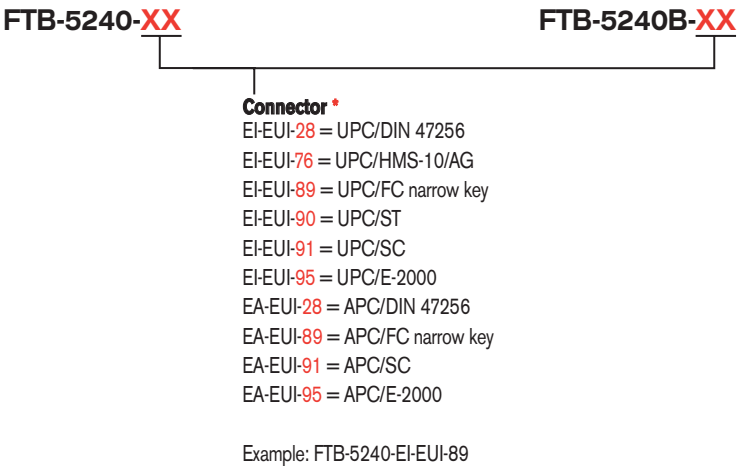 FTB-5240-XX FTB-5240B-XX
Connector *
EI-EUI-28 = UPC/DIN 47256
EI-EUI-76 = UPC/HMS-10/AG
EI-EUI-89 = UPC/FC narrow key
EI-EUI-90 = UPC/ST
EI-EUI-91 = UPC/SC
EI-EUI-95 = UPC/E-2000
EA-EUI-28 = APC/DIN 47256
EA-EUI-89 = APC/FC narrow key
EA-EUI-91 = APC/SC
EA-EUI-95 = APC/E-2000
Example: FTB-5240-EI-EUI-89